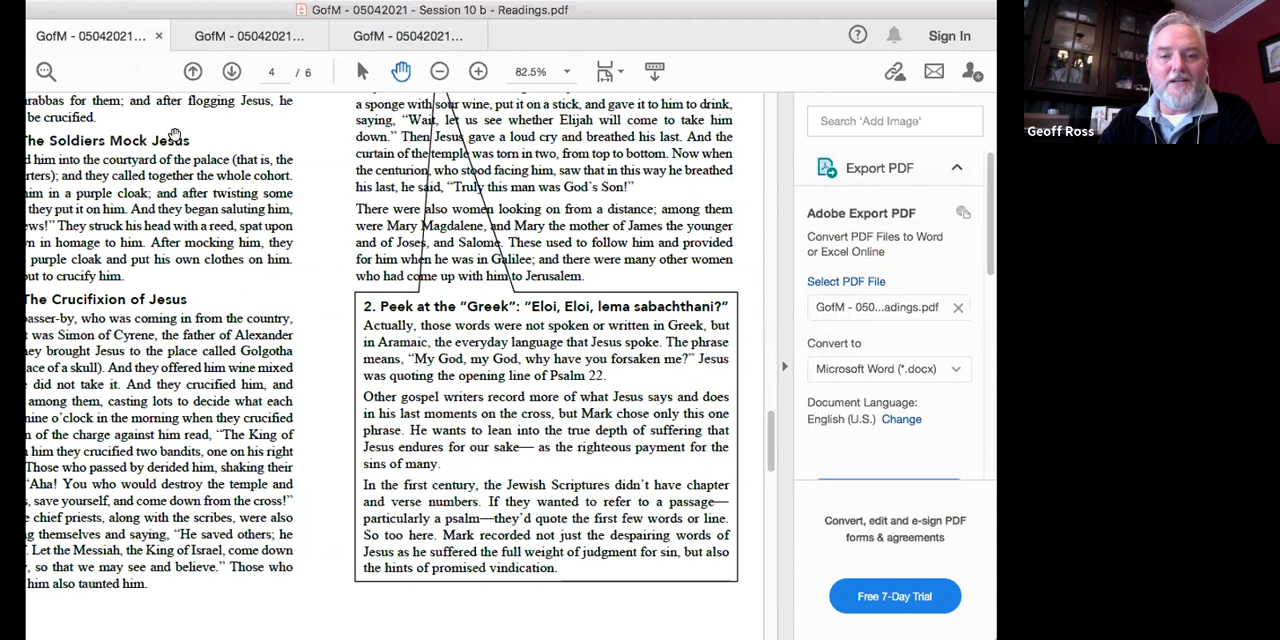 GofM - 05042021 - Session 10 b - Readings.pdf
GofM - 05042021...
GofM - 05042021...
GofM - 05042021...
Sign In
4 / 6
82.5%
arabbas for them; and after flogging Jesus, he
be crucified.
The Soldiers Mock Jesus
d him into the courtyard of the palace (that is, the
rters); and they called together the whole cohort.
him in a purple cloak; and after twisting some
they put it on him. And they began saluting him,
ews!” They struck his head with a reed, spat upon
n in homage to him. After mocking him, they
purple cloak and put his own clothes on him.
out to crucify him.
The Crucifixion of Jesus
passer-by, who was coming in from the country,
t was Simon of Cyrene, the father of Alexander
hey brought Jesus to the place called Golgotha
lace of a skull). And they offered him wine mixed
did not take it. And they crucified him, and
among them, casting lots to decide what each
nine o’clock in the morning when they crucified
n of the charge against him read, “The King of
him they crucified two bandits, one on his right
Those who passed by derided him, shaking their
“Aha! You who would destroy the temple and
, save yourself, and come down from the cross!”
e chief priests, along with the scribes, were also
ng themselves and saying, “He saved others; he
Let the Messiah, the King of Israel, come down
, so that we may see and believe.” Those who
him also taunted him.
a sponge with sour wine, put it on a stick, and gave it to him to drink,
saying, “Wait, let us see whether Elijah will come to take him
down.” Then Jesus gave a loud cry and breathed his last. And the
curtain of the temple was torn in two, from top to bottom. Now when
the centurion, who stood facing him, saw that in this way he breathed
his last, he said, “Truly this man was God’s Son!”
There were also women looking on from a distance; among them
were Mary Magdalene, and Mary the mother of James the younger
and of Joses, and Salome. These used to follow him and provided
for him when he was in Galilee; and there were many other women
who had come up with him to Jerusalem.
2. Peek at the “Greek”: “Eloi, Eloi, lema sabachthani?”
Actually, those words were not spoken or written in Greek, but
in Aramaic, the everyday language that Jesus spoke. The phrase
means, “My God, my God, why have you forsaken me?” Jesus
was quoting the opening line of Psalm 22.
Other gospel writers record more of what Jesus says and does
in his last moments on the cross, but Mark chose only this one
phrase. He wants to lean into the true depth of suffering that
Jesus endures for our sake— as the righteous payment for the
sins of many.
In the first century, the Jewish Scriptures didn’t have chapter
and verse numbers. If they wanted to refer to a passage—
particularly a psalm—they’d quote the first few words or line.
So too here. Mark recorded not just the despairing words of
Jesus as he suffered the full weight of judgment for sin, but also
the hints of promised vindication.
Search 'Add Image'
Export PDF
Adobe Export PDF
Convert PDF Files to Word
or Excel Online
Select PDF File
GofM - 050...adings.pdf
Convert to
Microsoft Word (*.docx)
Document Language:
English (U.S.) Change
Convert, edit and e-sign PDF
forms & agreements
Free 7-Day Trial
Geoff Ross